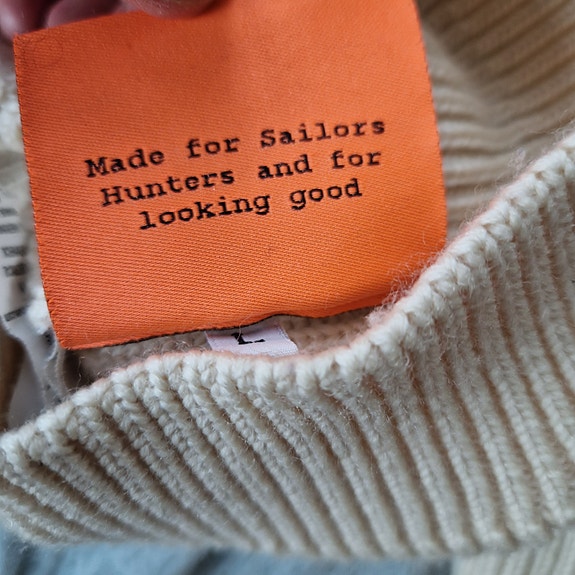 Made for Sailors
Hunters and for
looking good
L